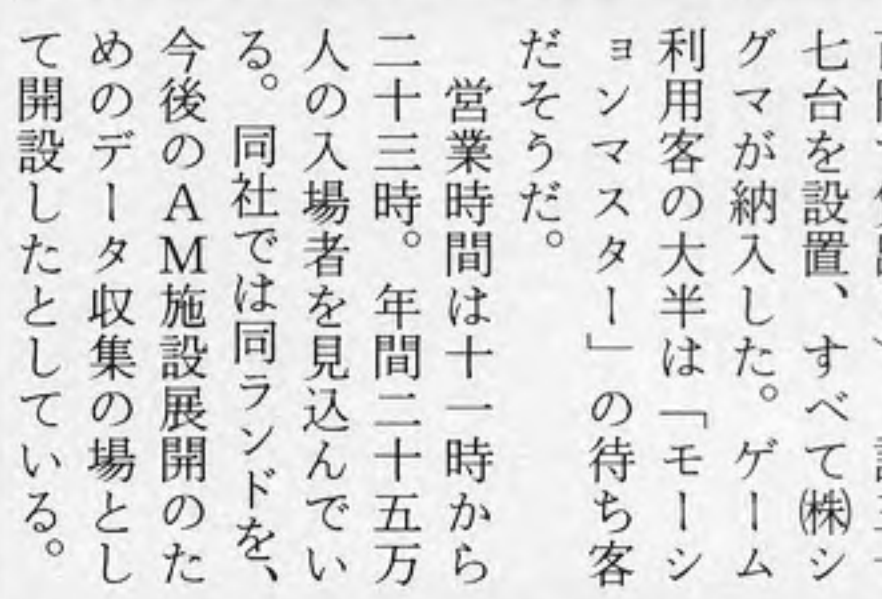 七台を設置、すべて㈱シ
グマが納入した。ゲーム
利用客の大半は「モーシ
ョンマスター」の待ち客
だそうだ。
営業時間は十一時から
二十三時。年間二十五万
人の入場者を見込んでい
る。同社では同ランドを、
今後のAM施設展開のた
めのデータ収集の場とし
て開設したとしている。